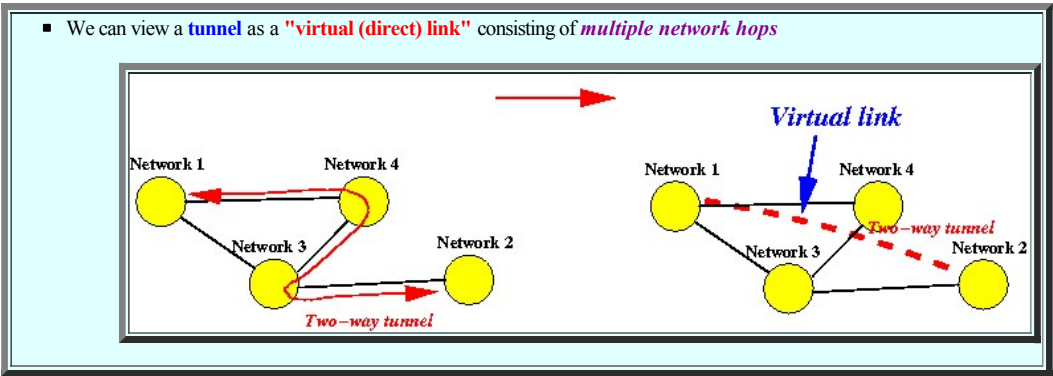 We can view a tunnel as a "virtual (direct) link" consisting of multiple network hops
Virtual link
Network 1
Network 4
Network 3
Network 2
Two-way tunnel
Network 1
Network 4
Two-way tunnel
Network 3
Network 2